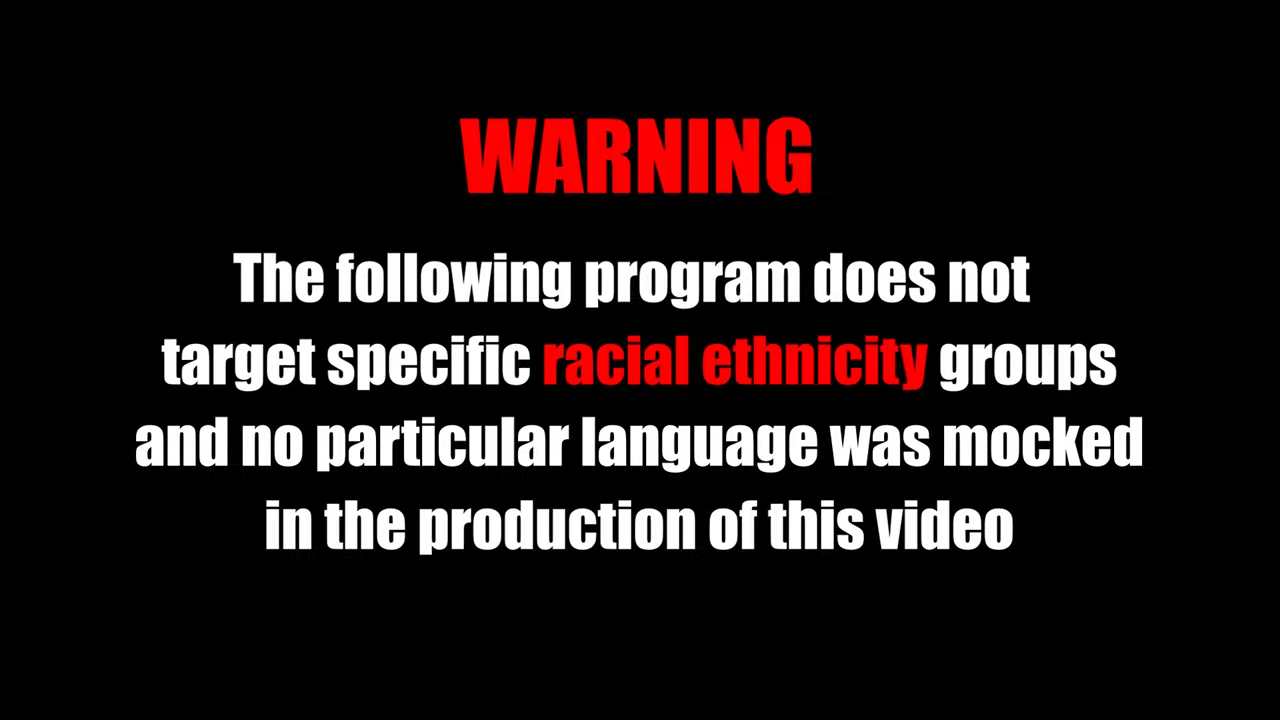 WARNING
The following program does not
target specific racial ethnicity groups
and no particular language was mocked
in the production of this video